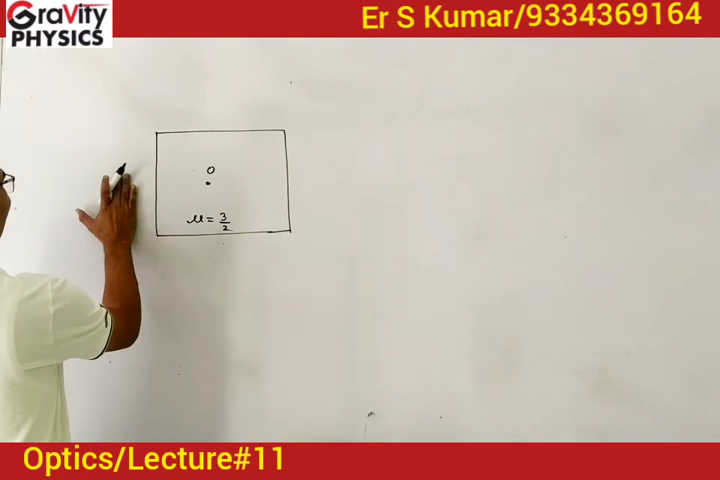 GRaVity
PHYSICS
Er S Kumar/9334369164
O
μ = 3/2
Optics/Lecture#11